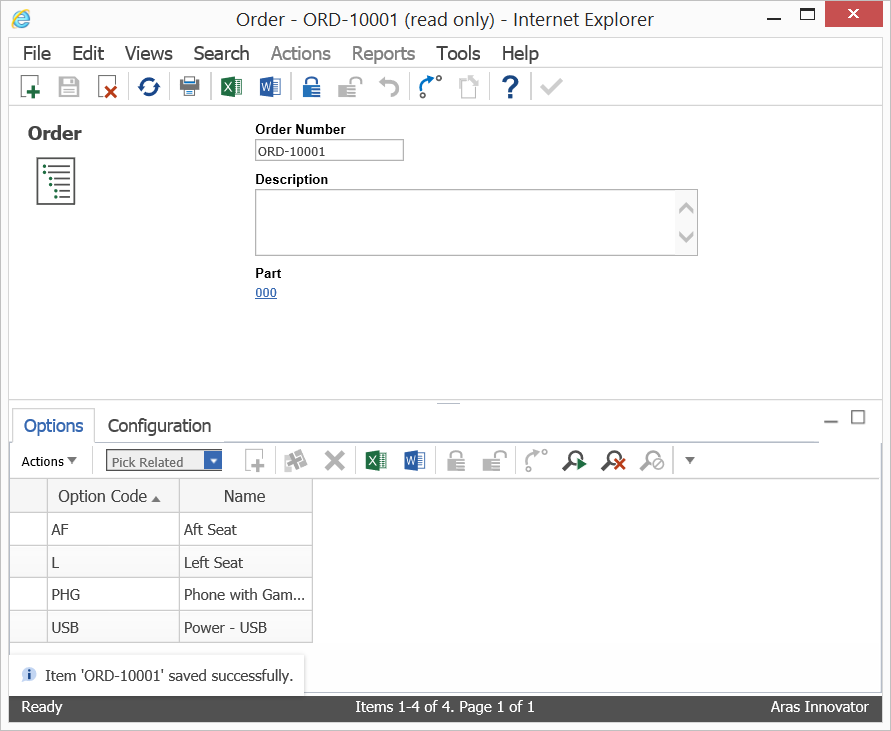 Order - ORD-10001 (read only) - Internet Explorer
File Edit Views Search Actions Reports Tools Help
Order
Order Number
ORD-10001
Description
Part
000
Options Configuration
Actions Pick Related
Option Code Name
AF Aft Seat
L Left Seat
PHG Phone with Gam...
USB Power - USB
Item 'ORD-10001' saved successfully.
Ready Items 1-4 of 4. Page 1 of 1 Aras Innovator